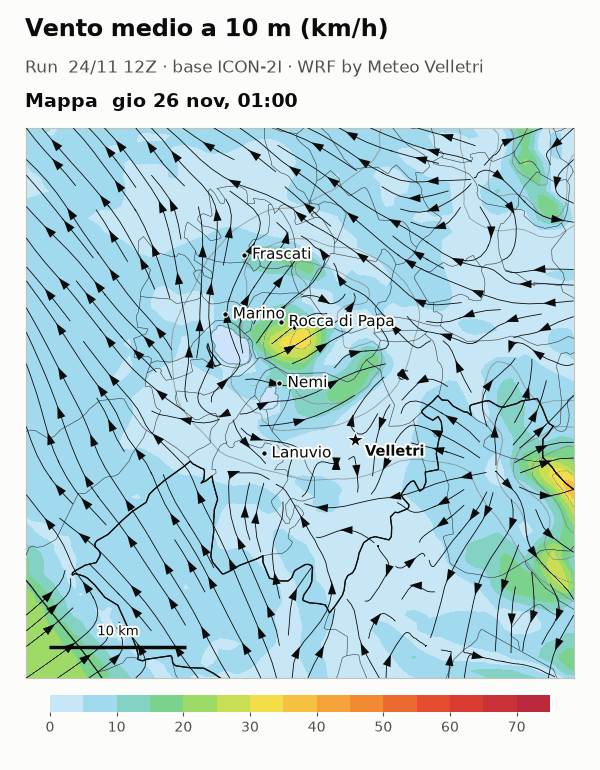 Vento medio a 10 m (km/h)
Run  24/11 12Z · base ICON-2I · WRF by Meteo Velletri
Mappa  gio 26 nov, 01:00
Frascati
Marino
Rocca di Papa
Nemi
Velletri
Lanuvio
10 km
0 10 20 30 40 50 60 70